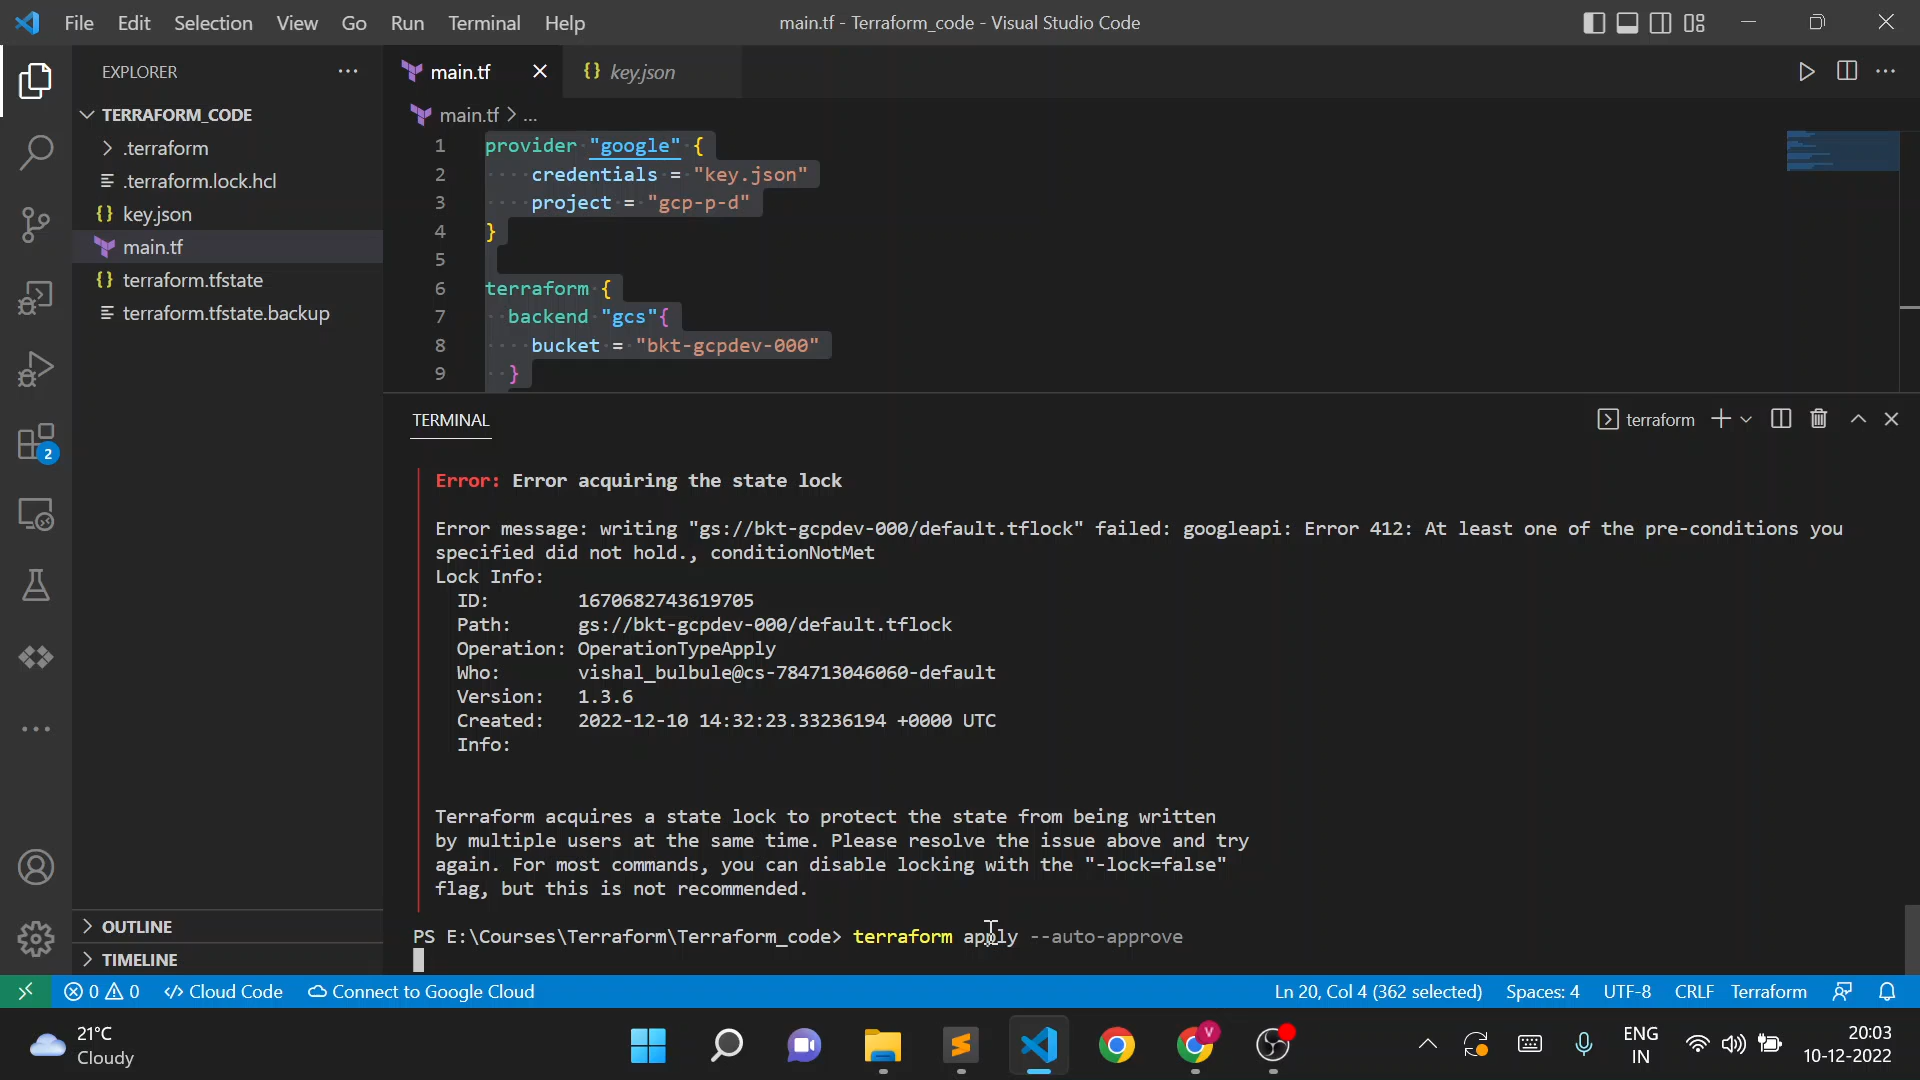 File Edit Selection View Go Run Terminal Help
main.tf - Terraform_code - Visual Studio Code
EXPLORER
TERRAFORM_CODE
.terraform
.terraform.lock.hcl
key.json
main.tf
terraform.tfstate
terraform.tfstate.backup
OUTLINE
TIMELINE
2
main.tf
key.json
main.tf > ...
1 provider "google" {
2 credentials = "key.json"
3 project = "gcp-p-d"
4 }
5
6 terraform {
7 backend "gcs"{
8 bucket = "bkt-gcpdev-000"
9 }
TERMINAL
terraform
Error: Error acquiring the state lock
Error message: writing "gs://bkt-gcpdev-000/default.tflock" failed: googleapi: Error 412: At least one of the pre-conditions you
specified did not hold., conditionNotMet
Lock Info:
ID: 1670682743619705
Path: gs://bkt-gcpdev-000/default.tflock
Operation: OperationTypeApply
Who: vishal_bulbule@cs-784713046060-default
Version: 1.3.6
Created: 2022-12-10 14:32:23.33236194 +0000 UTC
Info:
Terraform acquires a state lock to protect the state from being written
by multiple users at the same time. Please resolve the issue above and try
again. For most commands, you can disable locking with the "-lock=false"
flag, but this is not recommended.
PS E:\Courses\Terraform\Terraform_code> terraform apply --auto-approve
0 0 Cloud Code Connect to Google Cloud
Ln 20, Col 4 (362 selected) Spaces: 4 UTF-8 CRLF Terraform
21°C
Cloudy
V
ENG
IN
20:03
10-12-2022